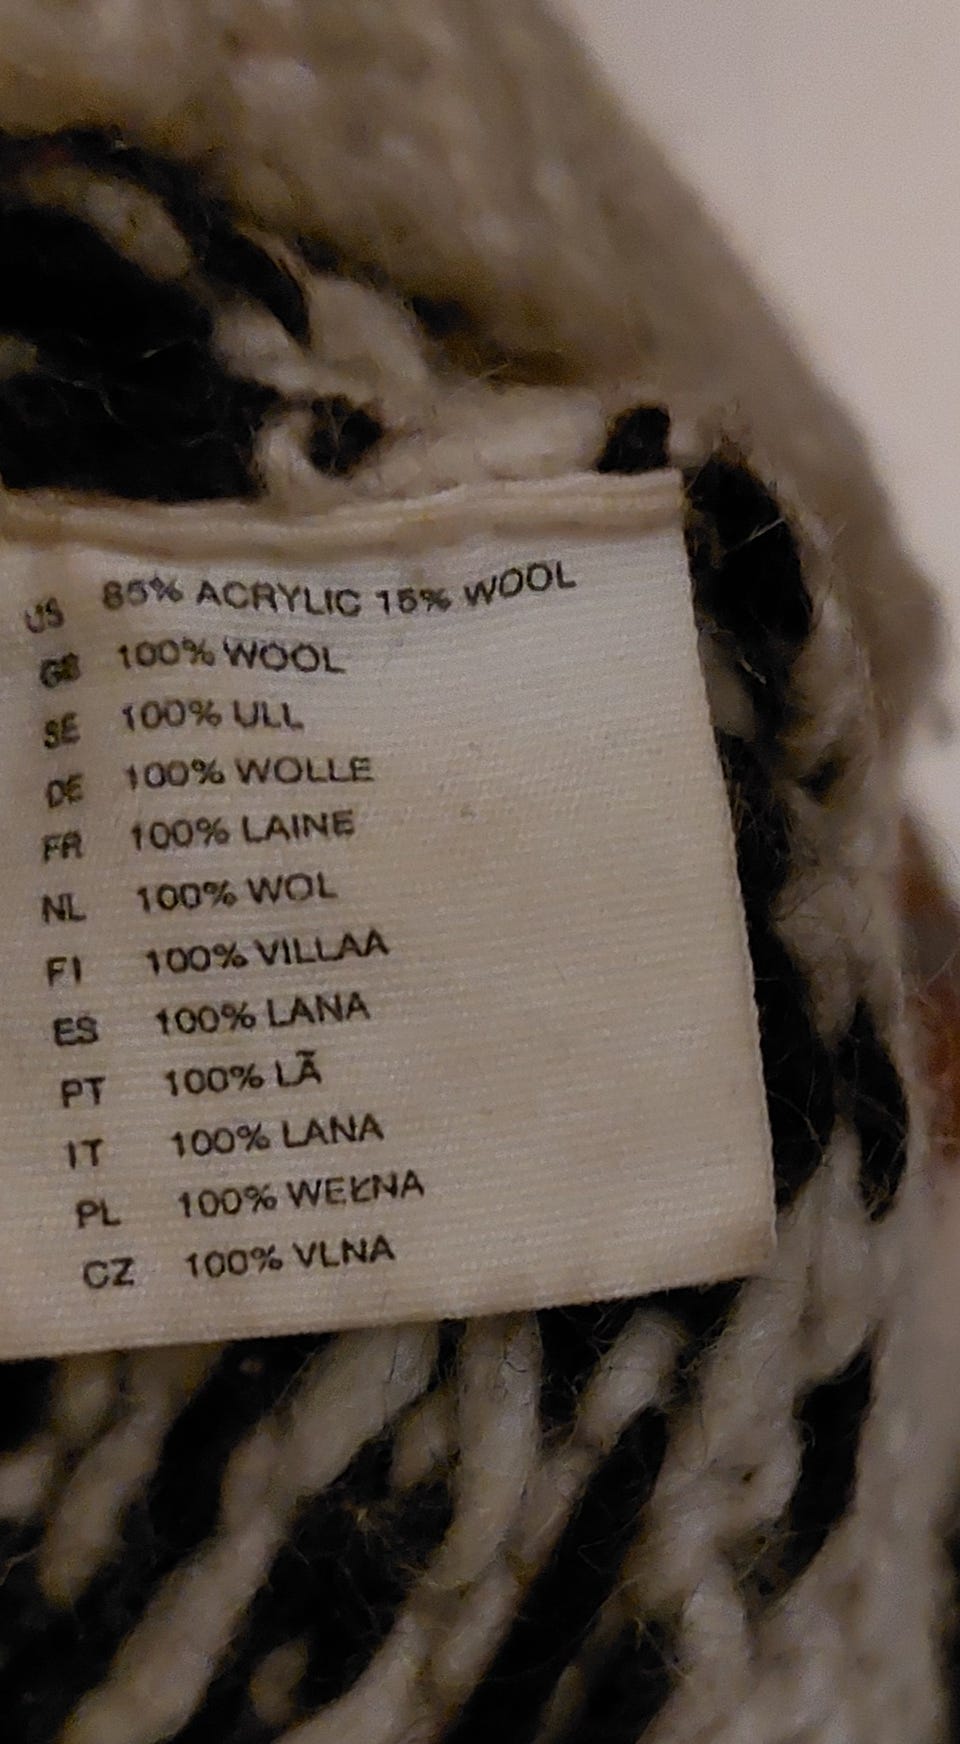 US 85% ACRYLIC 15% WOOL
GB 100% WOOL
SE 100% ULL
DE 100% WOLLE
FR 100% LAINE
NL 100% WOL
FI 100% VILLAA
ES 100% LANA
PT 100% LÃ
IT 100% LANA
PL 100% WEŁNA
CZ 100% VLNA